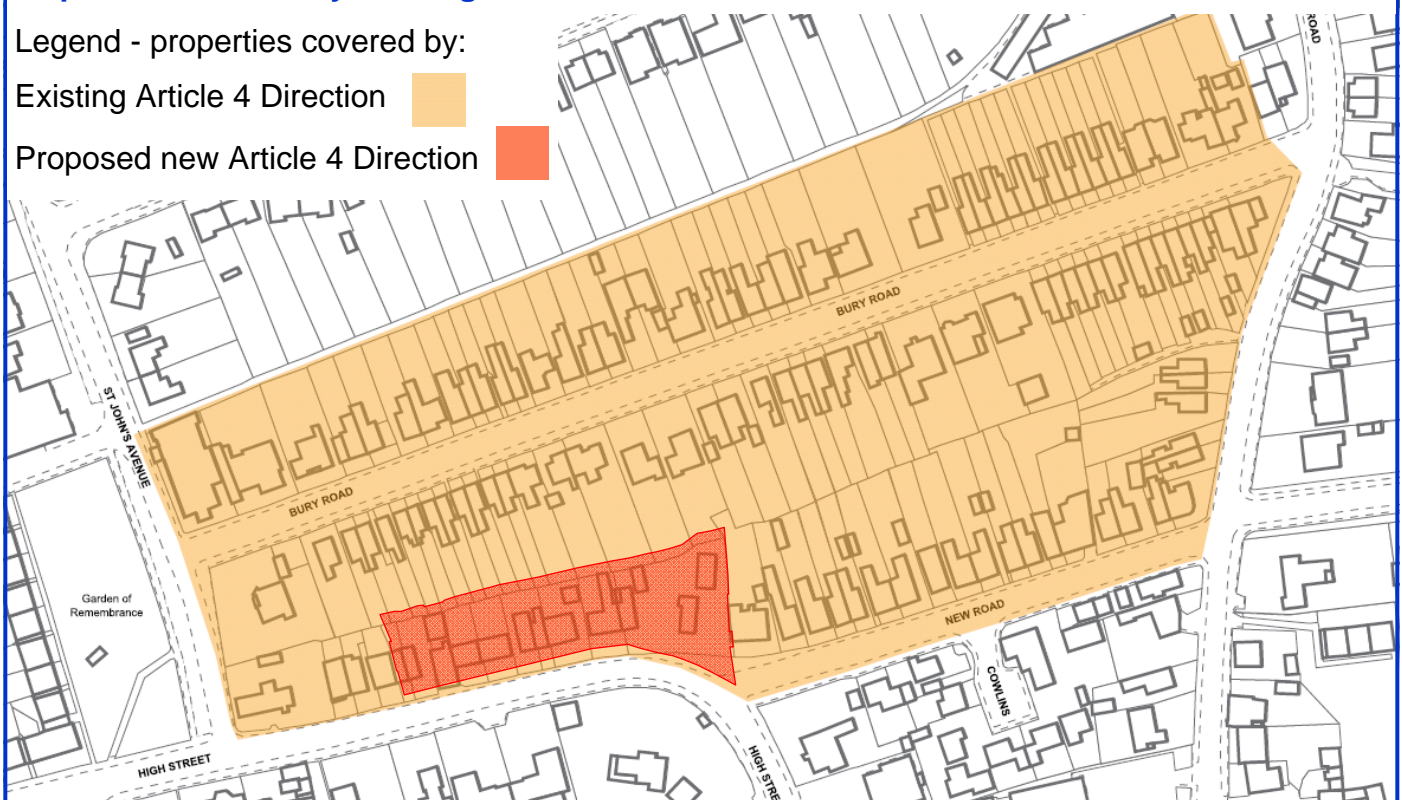 Legend - properties covered by:
Existing Article 4 Direction
Proposed new Article 4 Direction
ROAD
BURY ROAD
ST JOHN'S AVENUE
BURY ROAD
Garden of
Remembrance
NEW ROAD
COWLINS
HIGH STREET
HIGH STRE